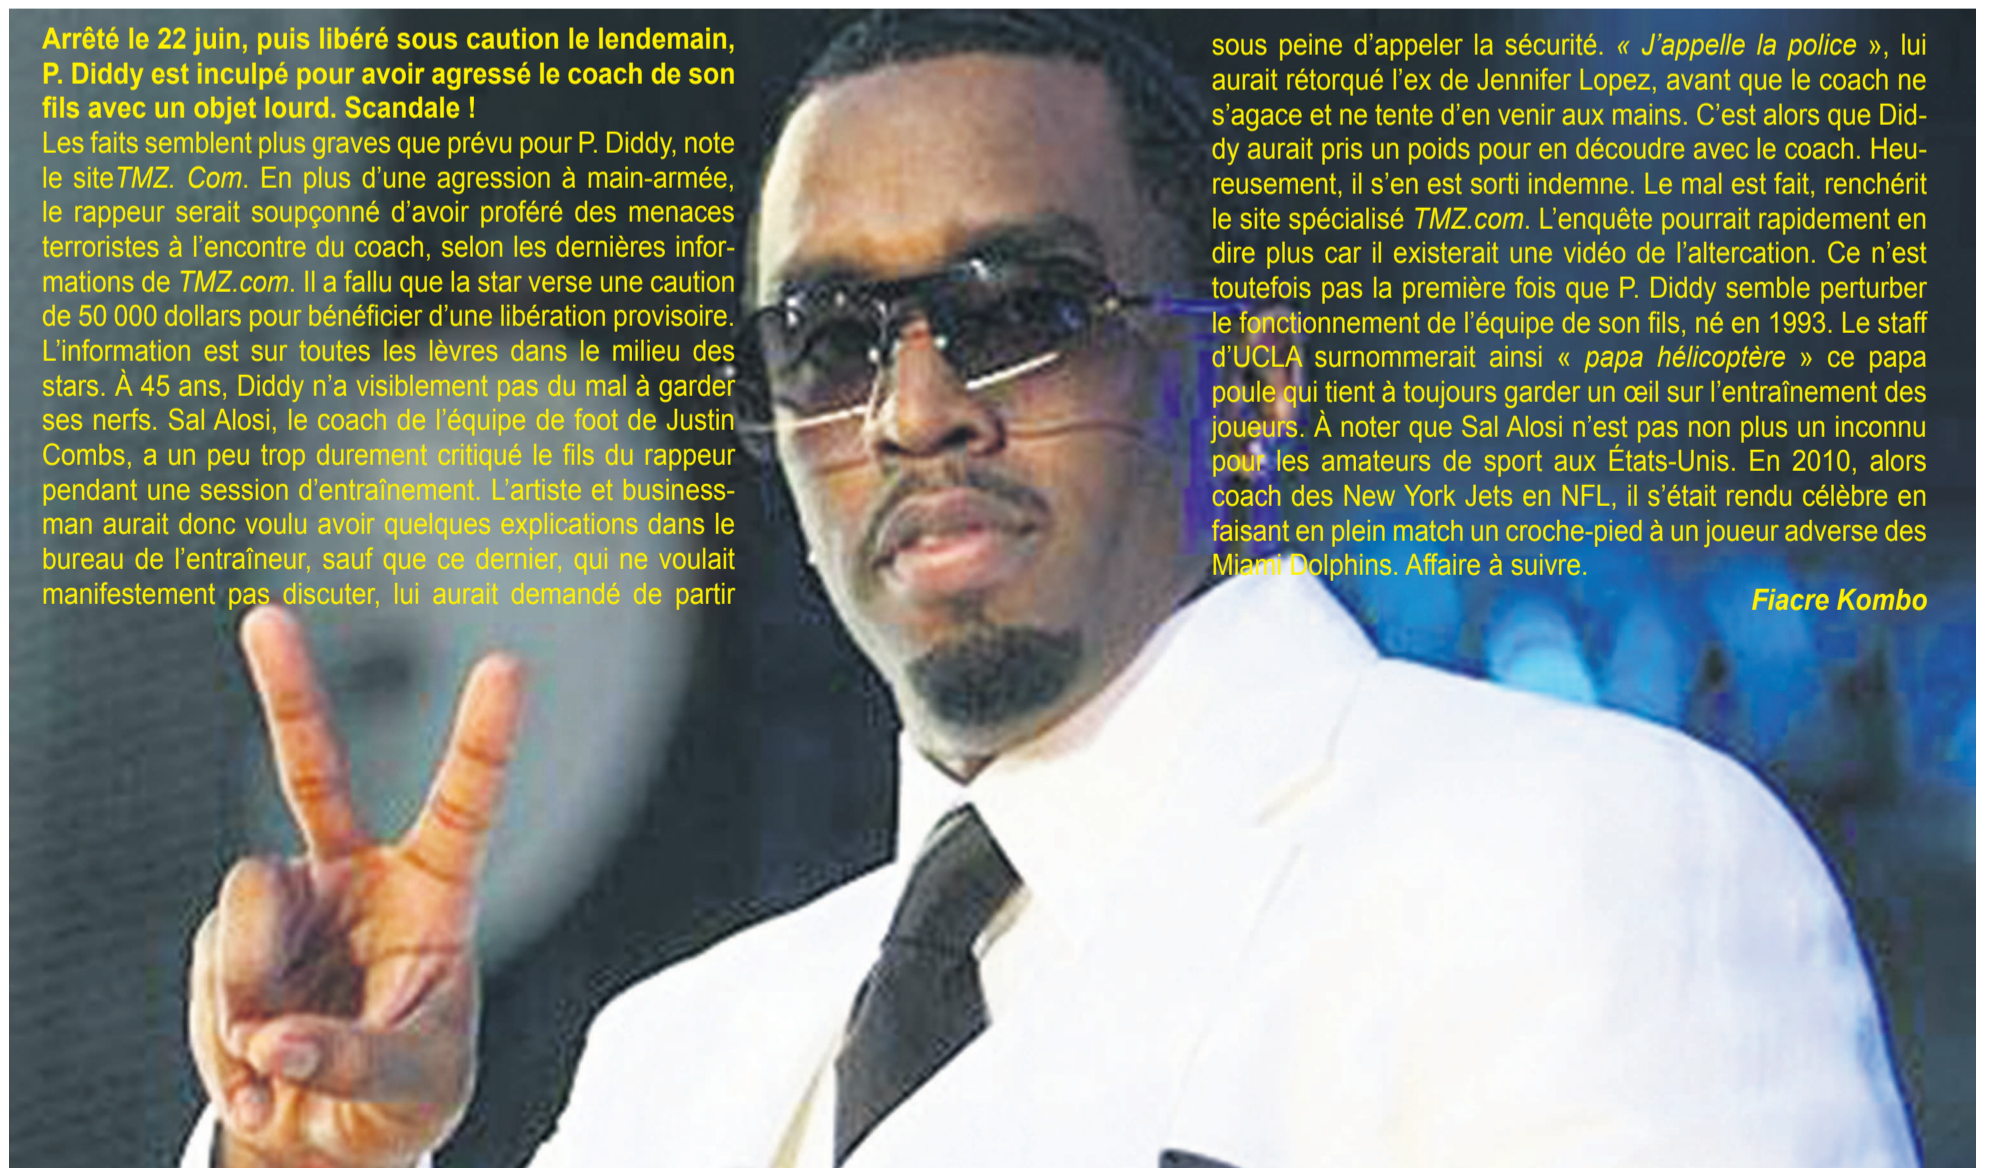 Arrêté le 22 juin, puis libéré sous caution le lendemain,
P. Diddy est inculpé pour avoir agressé le coach de son
fils avec un objet lourd. Scandale !
Les faits semblent plus graves que prévu pour P. Diddy, note
le siteTMZ. Com. En plus d’une agression à main-armée,
le rappeur serait soupçonné d’avoir proféré des menaces
terroristes à l’encontre du coach, selon les dernières infor-
mations de TMZ.com. Il a fallu que la star verse une caution
de 50 000 dollars pour bénéficier d’une libération provisoire.
L’information est sur toutes les lèvres dans le milieu des
stars. À 45 ans, Diddy n’a visiblement pas du mal à garder
ses nerfs. Sal Alosi, le coach de l’équipe de foot de Justin
Combs, a un peu trop durement critiqué le fils du rappeur
pendant une session d’entraînement. L’artiste et business-
man aurait donc voulu avoir quelques explications dans le
bureau de l’entraîneur, sauf que ce dernier, qui ne voulait
manifestement pas discuter, lui aurait demandé de partir
sous peine d’appeler la sécurité. « J’appelle la police », lui
aurait rétorqué l’ex de Jennifer Lopez, avant que le coach ne
s’agace et ne tente d’en venir aux mains. C’est alors que Did-
dy aurait pris un poids pour en découdre avec le coach. Heu-
reusement, il s’en est sorti indemne. Le mal est fait, renchérit
le site spécialisé TMZ.com. L’enquête pourrait rapidement en
dire plus car il existerait une vidéo de l’altercation. Ce n’est
toutefois pas la première fois que P. Diddy semble perturber
le fonctionnement de l’équipe de son fils, né en 1993. Le staff
d’UCLA surnommerait ainsi « papa hélicoptère » ce papa
poule qui tient à toujours garder un œil sur l’entraînement des
joueurs. À noter que Sal Alosi n’est pas non plus un inconnu
pour les amateurs de sport aux États-Unis. En 2010, alors
coach des New York Jets en NFL, il s’était rendu célèbre en
faisant en plein match un croche-pied à un joueur adverse des
Miami Dolphins. Affaire à suivre.
Fiacre Kombo